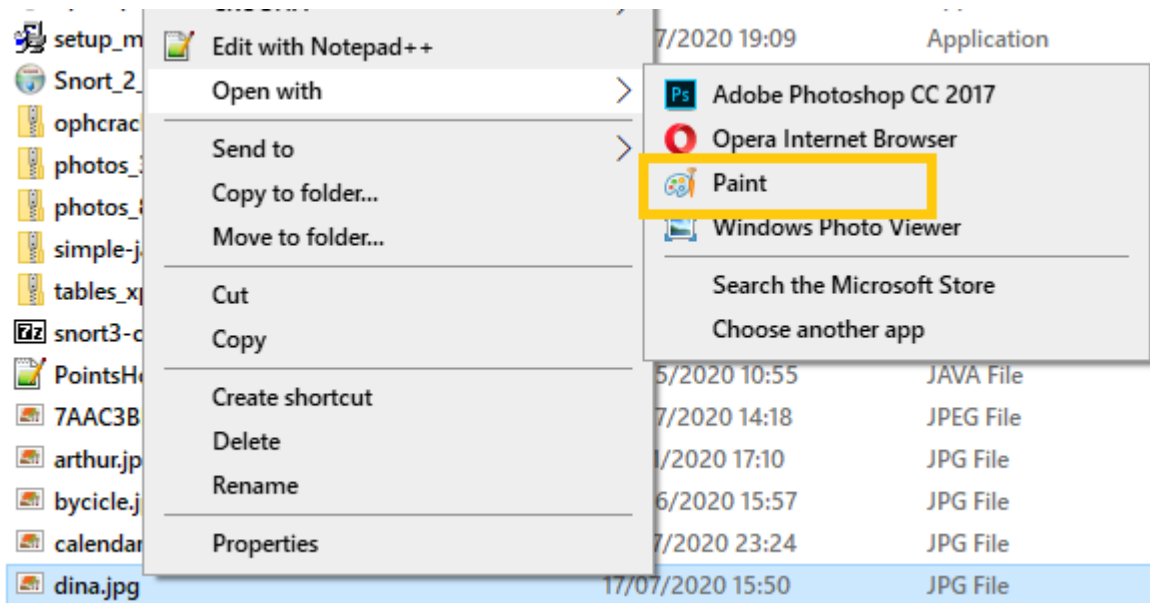 setup_m
Edit with Notepad++
7/2020 19:09
Application
Snort_2_
Open with
Adobe Photoshop CC 2017
ophcrac
Opera Internet Browser
photos_
Send to
Paint
photos_
Copy to folder...
Windows Photo Viewer
simple-j
Move to folder...
tables_xp
Cut
Search the Microsoft Store
snort3-c
Copy
Choose another app
PointsHo
5/2020 10:55
JAVA File
7AAC3B
Create shortcut
7/2020 14:18
JPEG File
arthur.jp
Delete
/2020 17:10
JPG File
bycicle.j
Rename
6/2020 15:57
JPG File
calendar
Properties
7/2020 23:24
JPG File
dina.jpg
17/07/2020 15:50
JPG File